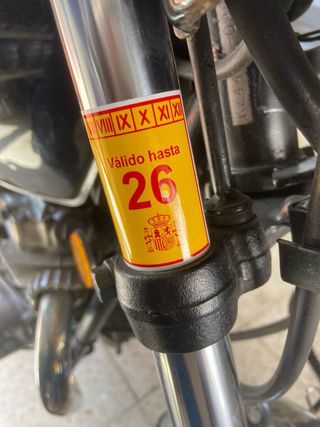 VIII IX X XI XII
Válido hasta
26